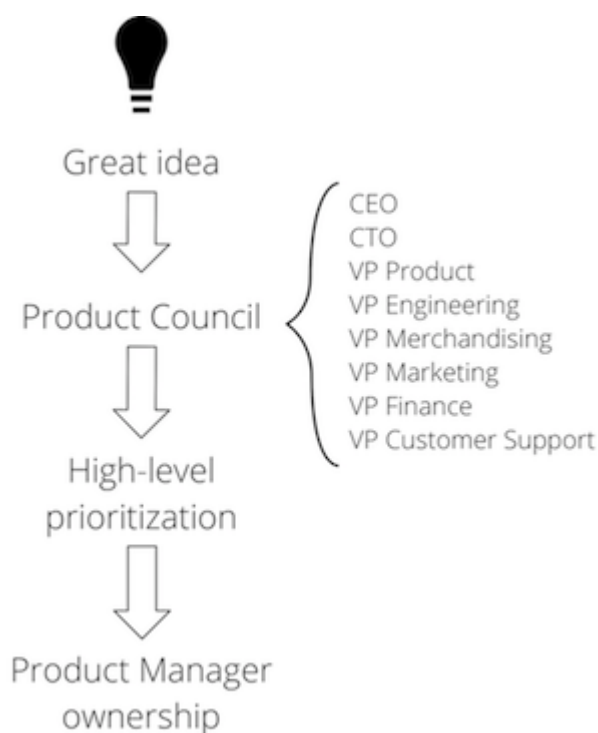 Great idea
Product Council
CEO
CTO
VP Product
VP Engineering
VP Merchandising
VP Marketing
VP Finance
VP Customer Support
High-level
prioritization
Product Manager
ownership